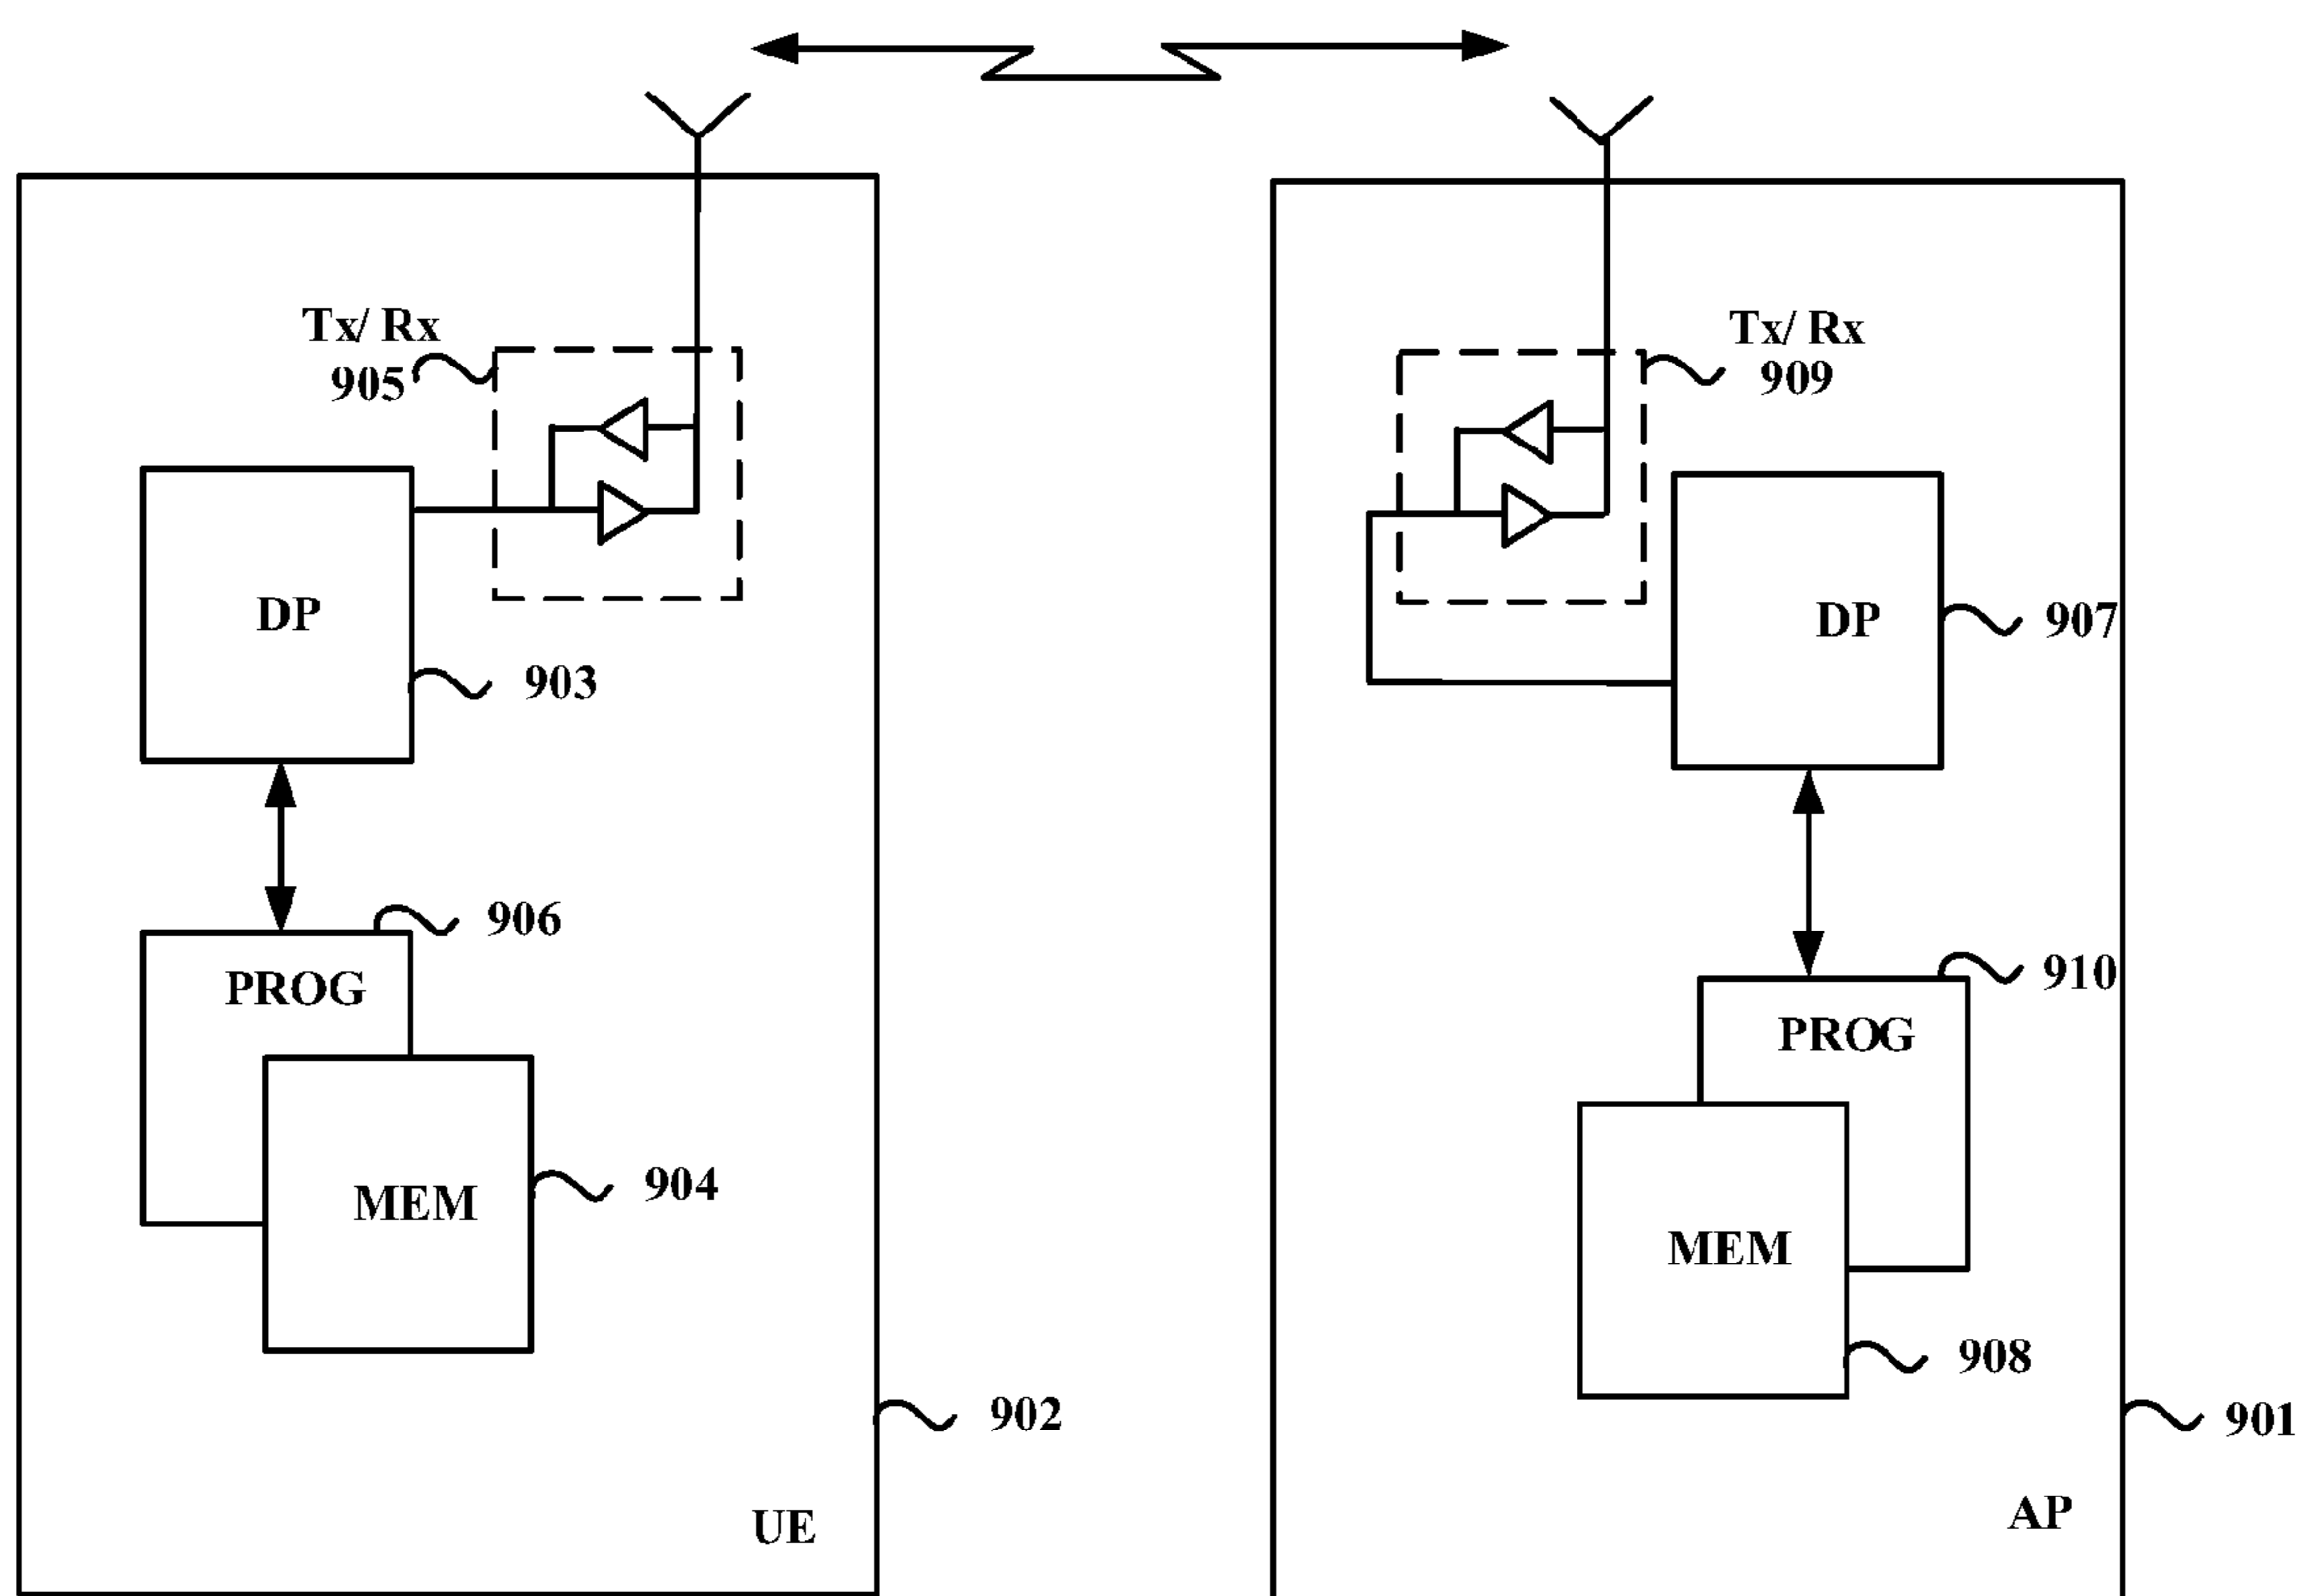 Tx/ Rx
905
DP
903
906
PROG
MEM
904
902
UE
Tx/ Rx
909
DP
907
910
PROG
MEM
908
901
AP